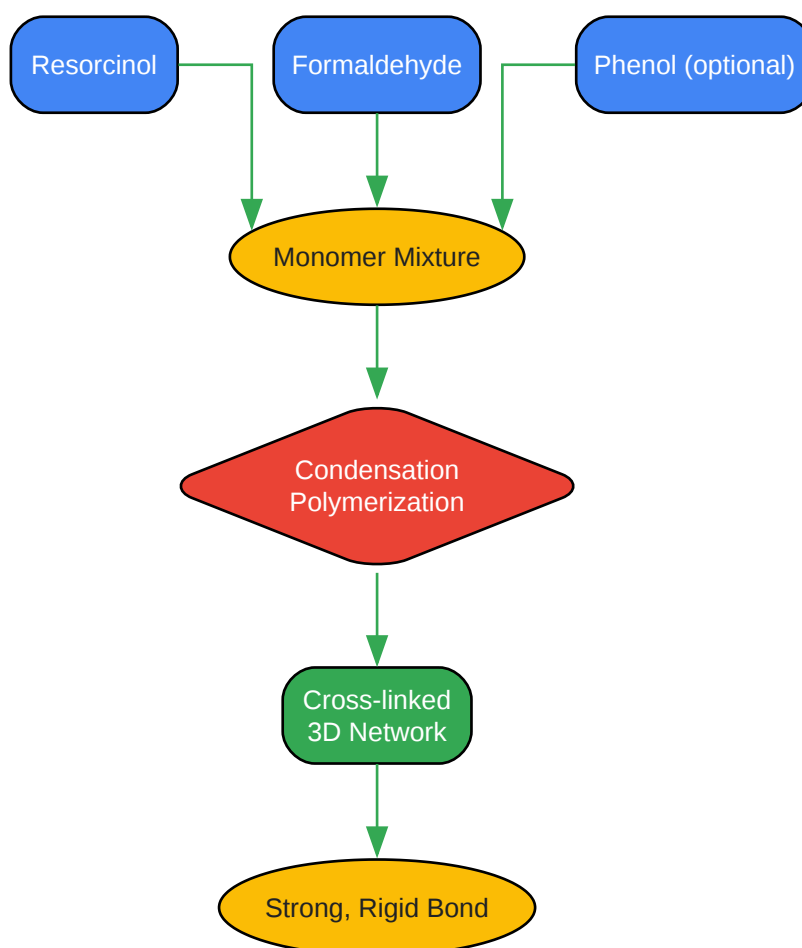 Resorcinol
Formaldehyde
Phenol (optional)
Monomer Mixture
Condensation
Polymerization
Cross-linked
3D Network
Strong, Rigid Bond